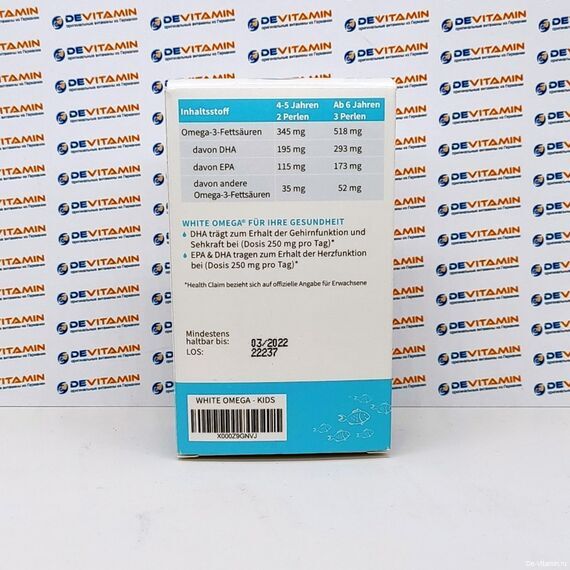 DEVITAMIN
оригинальные витамины из Германии
Inhaltsstoff 4-5 Jahren 2 Perlen Ab 6 Jahren 3 Perlen
Omega-3-Fettsäuren 345 mg 518 mg
davon DHA 195 mg 293 mg
davon EPA 115 mg 173 mg
davon andere
Omega-3-Fettsäuren 35 mg 52 mg
WHITE OMEGA® FÜR IHRE GESUNDHEIT
DHA trägt zum Erhalt der Gehirnfunktion und
Sehkraft bei (Dosis 250 mg pro Tag)*
EPA & DHA tragen zum Erhalt der Herzfunktion
bei (Dosis 250 mg pro Tag)*
*Health Claim bezieht sich auf offizielle Angabe für Erwachsene
Mindestens
haltbar bis: 03/2022
LOS: 22237
WHITE OMEGA - KIDS
X000Z9GNVJ
De-Vitamin.ru